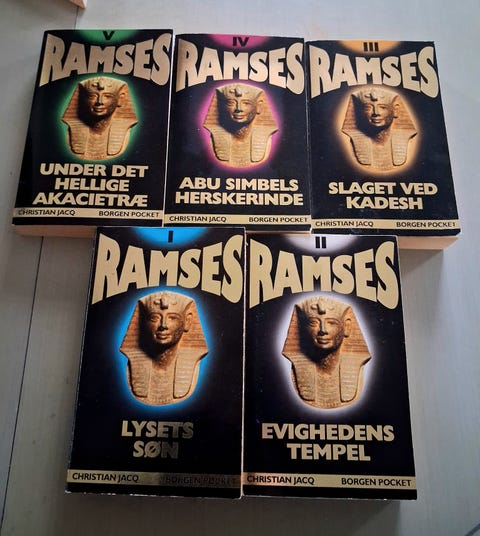 V
RAMSES
UNDER DET
HELLIGE
AKACIETRÆ
CHRISTIAN JACQ BORGEN POCKET
IV
RAMSES
ABU SIMBELS
HERSKERINDE
CHRISTIAN JACQ BORGEN POCKET
III
RAMSES
SLAGET VED
KADESH
CHRISTIAN JACQ BORGEN POCKET
I
RAMSES
LYSETS
SØN
CHRISTIAN JACQ BORGEN POCKET
II
RAMSES
EVIGHEDENS
TEMPEL
CHRISTIAN JACQ BORGEN POCKET